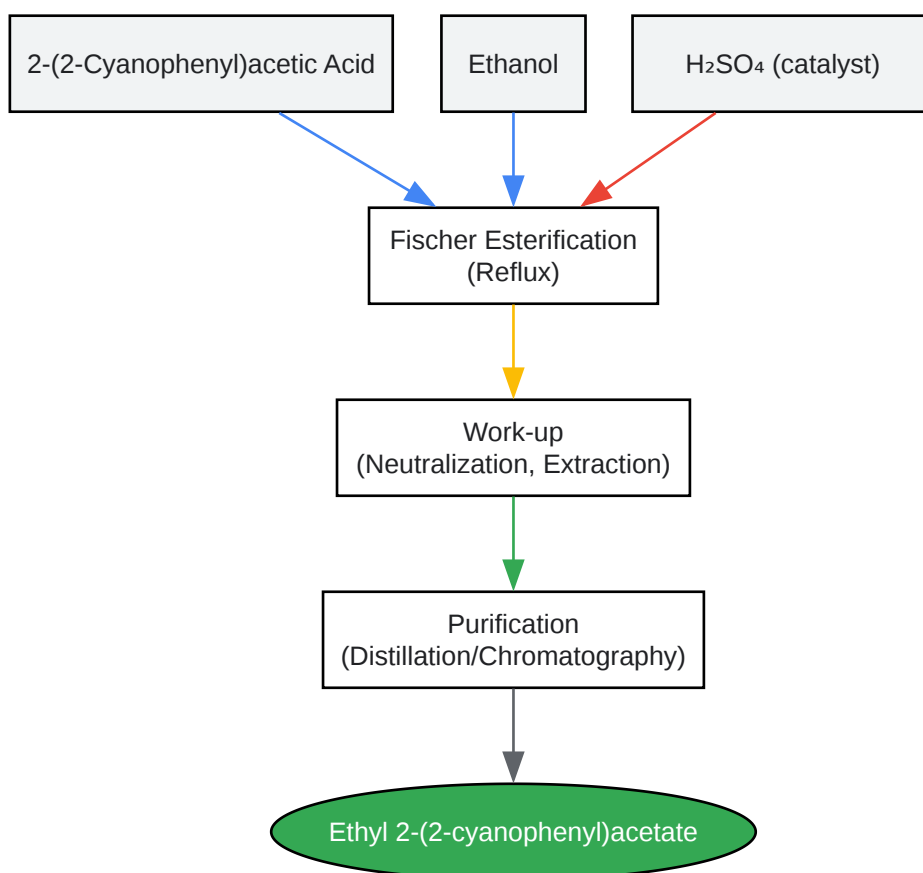 2-(2-Cyanophenyl)acetic Acid
Ethanol
H₂SO₄ (catalyst)
Fischer Esterification
(Reflux)
Work-up
(Neutralization, Extraction)
Purification
(Distillation/Chromatography)
Ethyl 2-(2-cyanophenyl)acetate